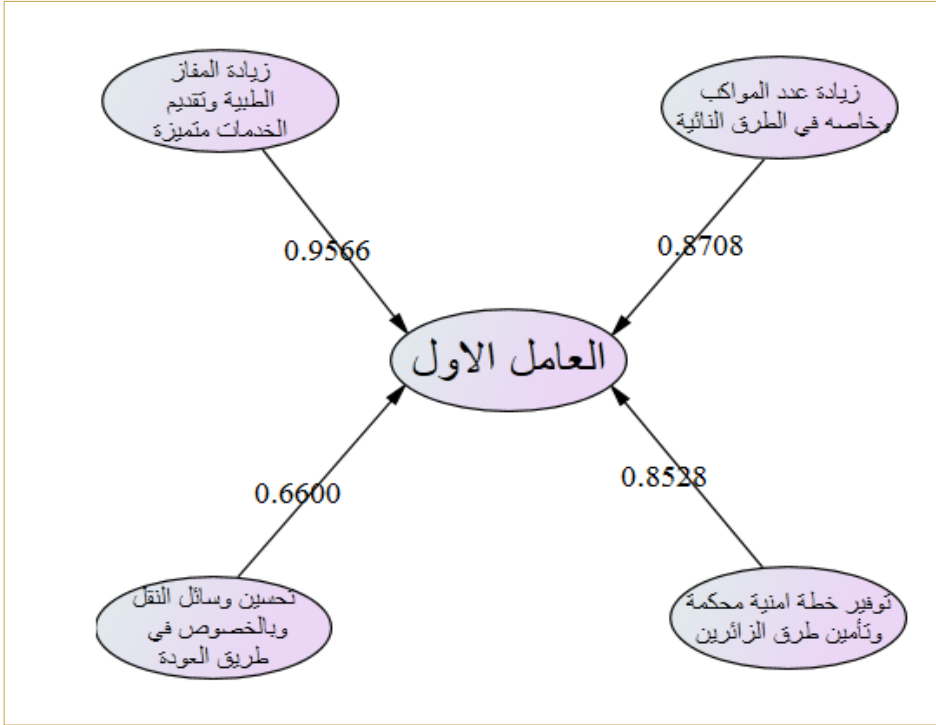 زيادة المفاز
الطبية وتقديم
الخدمات متميزة
زيادة عدد المواكب
وخاصه في الطرق النائية
0.9566
0.8708
العامل الاول
0.6600
0.8528
تحسين وسائل النقل
وبالخصوص في
طريق العودة
توفير خطة امنية محكمة
وتأمين طرق الزائرين